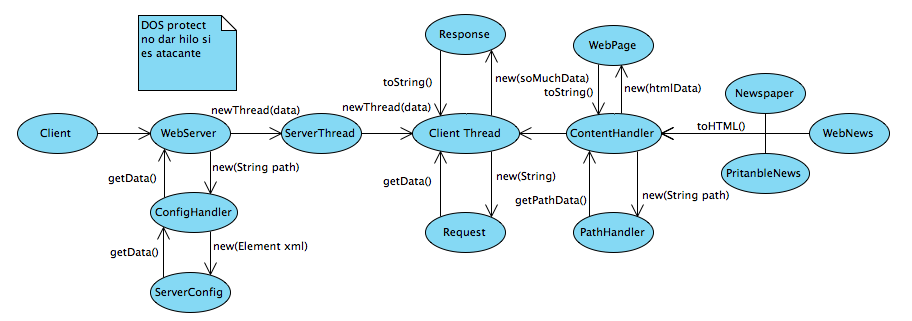 DOS protect
no dar hilo si
es atacante
Response
WebPage
toString()
new(soMuchData)
toString()
new(htmlData)
Newspaper
newThread(data)
newThread(data)
toHTML()
Client
WebServer
ServerThread
Client Thread
ContentHandler
WebNews
getData()
new(String path)
getData()
new(String)
getPathData()
new(String path)
PritanbleNews
ConfigHandler
Request
PathHandler
getData()
new(Element xml)
ServerConfig